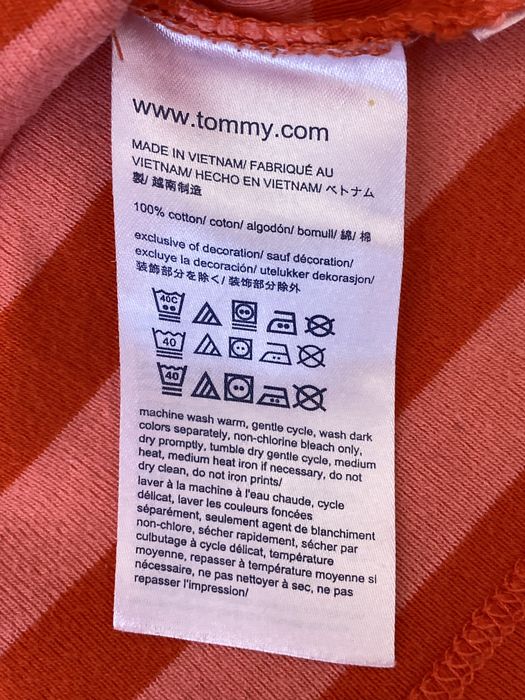 www.tommy.com
MADE IN VIETNAM/ FABRIQUÉ AU
VIETNAM/ HECHO EN VIETNAM/ ベトナム
製/ 越南制造
100% cotton/ coton/ algodón/ bomull/ 綿/ 棉
exclusive of decoration/ sauf décoration/
excluye la decoración/ utelukker dekorasjon/
装飾部分を除く/ 装饰部分除外
40C
40
40
machine wash warm, gentle cycle, wash dark
colors separately, non-chlorine bleach only,
dry promptly, tumble dry gentle cycle, medium
heat, medium heat iron if necessary, do not
dry clean, do not iron prints/
laver à la machine à l'eau chaude, cycle
délicat, laver les couleurs foncées
séparément, seulement agent de blanchiment
non-chlore, sécher rapidement, sécher par
culbutage à cycle délicat, température
moyenne, repasser à température moyenne si
nécessaire, ne pas nettoyer à sec, ne pas
repasser l'impression/